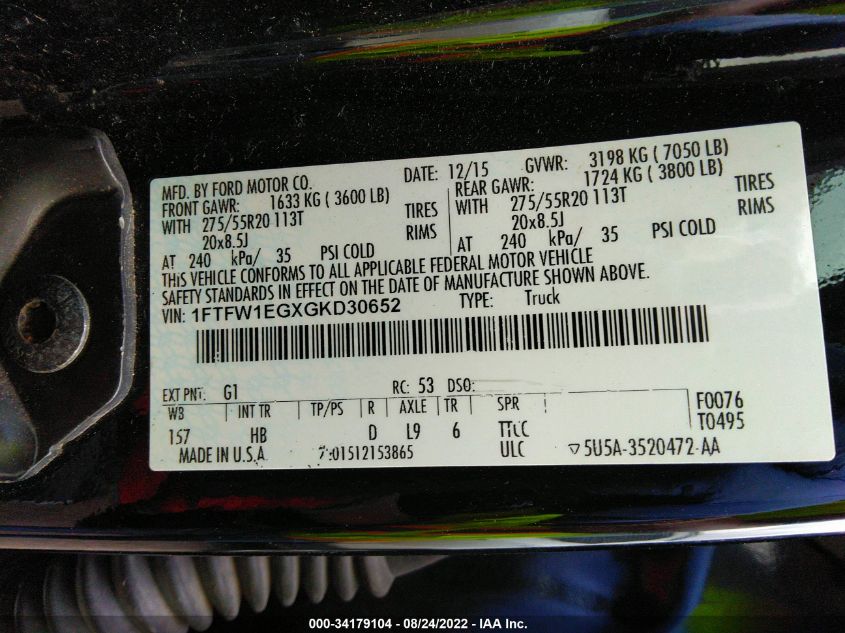 MFD. BY FORD MOTOR CO. DATE: 12/15 GVWR: 3198 KG ( 7050 LB)
FRONT GAWR: 1633 KG ( 3600 LB) REAR GAWR: 1724 KG ( 3800 LB)
WITH 275/55R20 113T TIRES WITH 275/55R20 113T TIRES
20x8.5J RIMS 20x8.5J RIMS
AT 240 kPa/ 35 PSI COLD AT 240 kPa/ 35 PSI COLD
THIS VEHICLE CONFORMS TO ALL APPLICABLE FEDERAL MOTOR VEHICLE
SAFETY STANDARDS IN EFFECT ON THE DATE OF MANUFACTURE SHOWN ABOVE.
VIN: 1FTFW1EGXGKD30652 TYPE: Truck
EXT PNT: G1 RC: 53 DSO: F0076
WB INT TR TP/PS R AXLE TR SPR T0495
157 HB D L9 6
MADE IN U.S.A. ULC ▽5U5A-3520472-AA
000-34179104 - 08/24/2022 - IAA Inc.